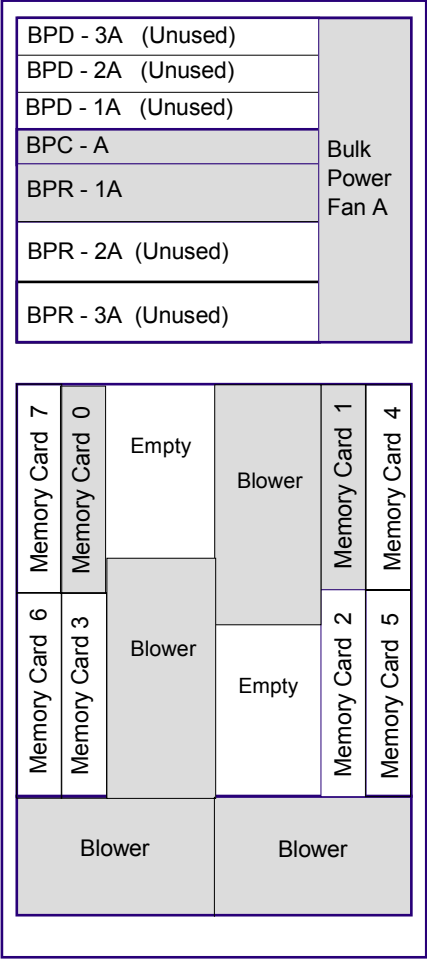 BPD - 3A (Unused)
BPD - 2A (Unused)
BPD - 1A (Unused)
BPC - A
BPR - 1A
BPR - 2A (Unused)
BPR - 3A (Unused)
Bulk
Power
Fan A
Memory Card 7
Memory Card 0
Empty
Blower
Memory Card 1
Memory Card 4
Memory Card 6
Memory Card 3
Blower
Empty
Memory Card 2
Memory Card 5
Blower
Blower